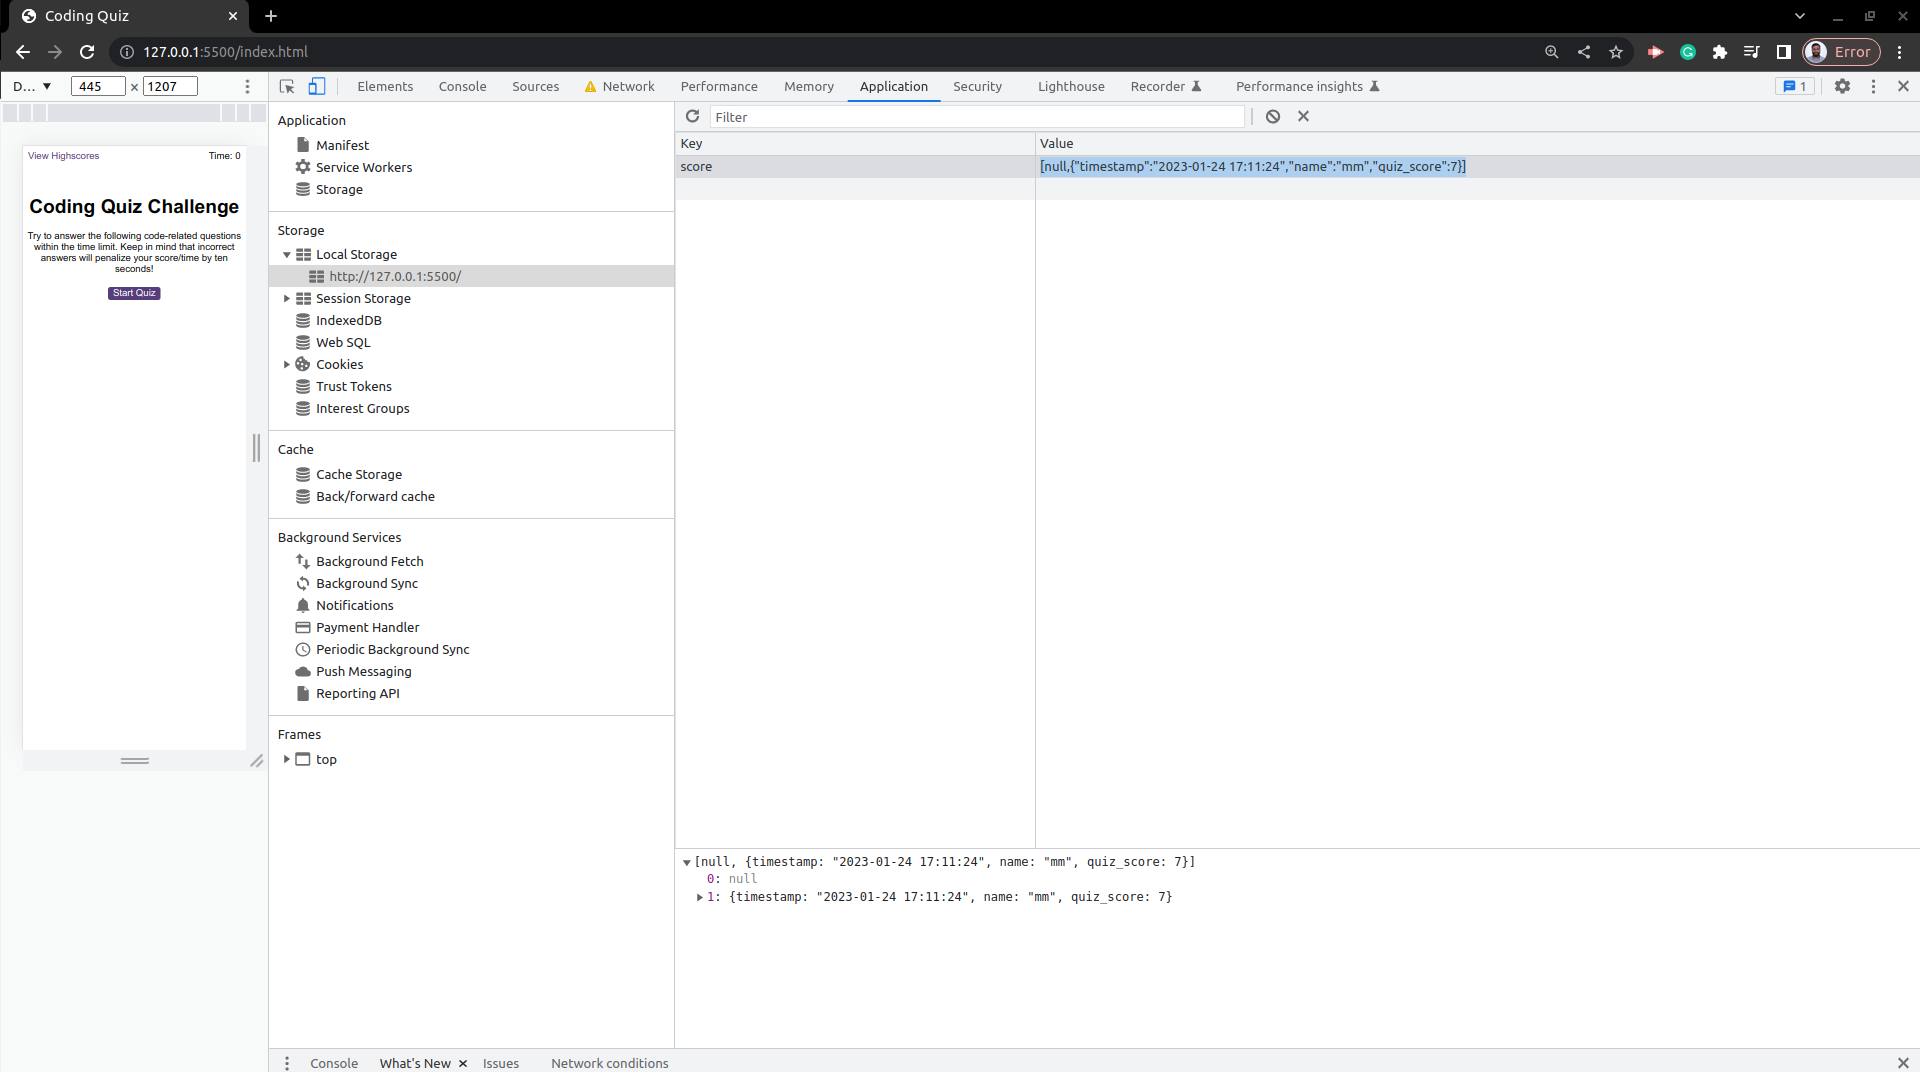 Coding Quiz
127.0.0.1:5500/index.html
Error
D...
445 × 1207
Elements
Console
Sources
Network
Performance
Memory
Application
Security
Lighthouse
Recorder
Performance insights
1
View Highscores
Time: 0
Coding Quiz Challenge
Try to answer the following code-related questions
within the time limit. Keep in mind that incorrect
answers will penalize your score/time by ten
seconds!
Start Quiz
Application
Manifest
Service Workers
Storage
Storage
Local Storage
http://127.0.0.1:5500/
Session Storage
IndexedDB
Web SQL
Cookies
Trust Tokens
Interest Groups
Cache
Cache Storage
Back/forward cache
Background Services
Background Fetch
Background Sync
Notifications
Payment Handler
Periodic Background Sync
Push Messaging
Reporting API
Frames
top
Filter
Key
Value
score
[null,{"timestamp":"2023-01-24 17:11:24","name":"mm","quiz_score":7}]
[null, {timestamp: "2023-01-24 17:11:24", name: "mm", quiz_score: 7}]
0: null
1: {timestamp: "2023-01-24 17:11:24", name: "mm", quiz_score: 7}
Console
What's New
Issues
Network conditions